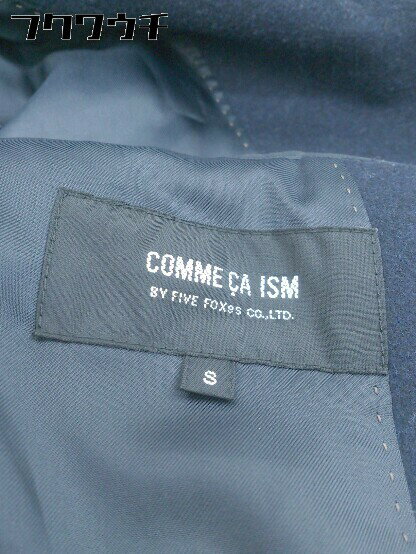 フクワウチ
COMME ÇA ISM
BY FIVE FOXes CO.,LTD.
S